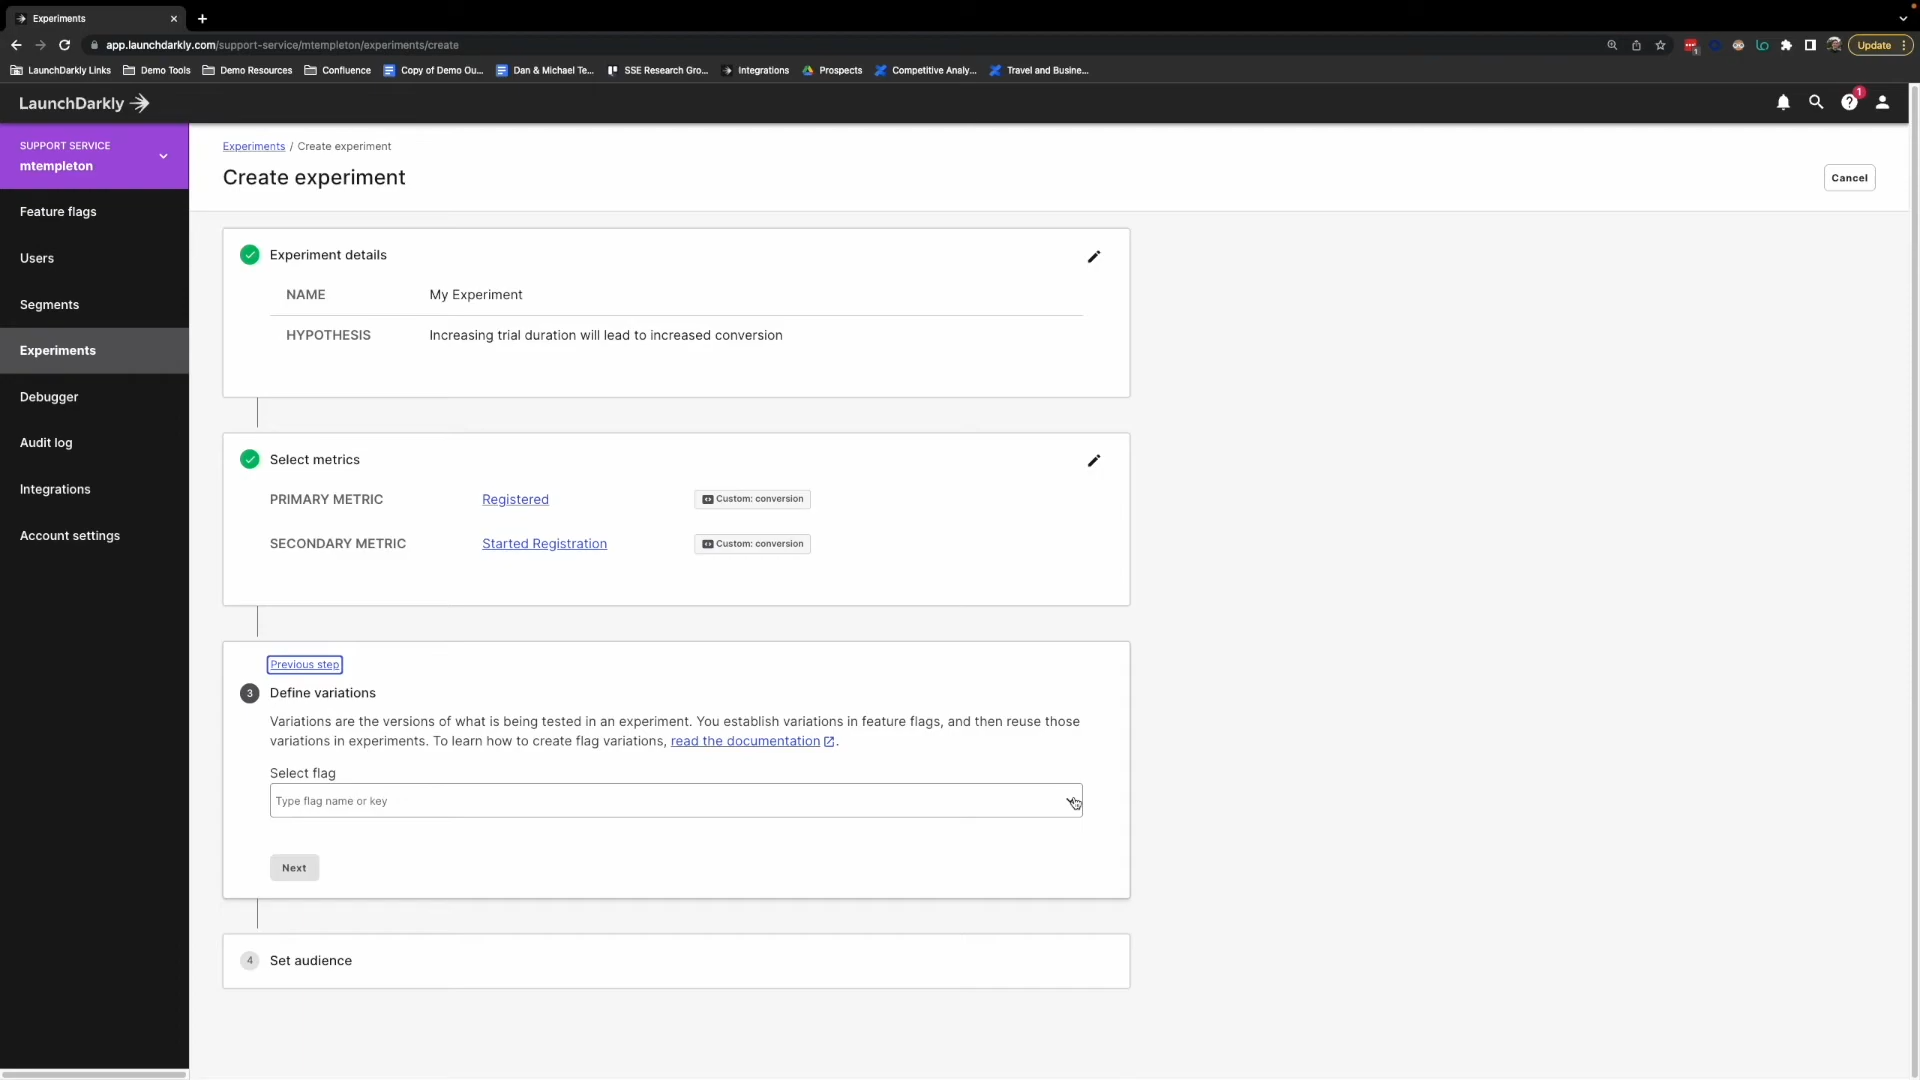 Experiments
app.launchdarkly.com/support-service/mtempleton/experiments/create
Update
LaunchDarkly Links
Demo Tools
Demo Resources
Confluence
Copy of Demo Ou...
Dan & Michael Te...
SSE Research Gro...
Integrations
Prospects
Competitive Analy...
Travel and Busine...
LaunchDarkly
1
SUPPORT SERVICE
mtempleton
Feature flags
Users
Segments
Experiments
Debugger
Audit log
Integrations
Account settings
Experiments / Create experiment
Create experiment
Cancel
Experiment details
NAME My Experiment
HYPOTHESIS Increasing trial duration will lead to increased conversion
Select metrics
PRIMARY METRIC Registered Custom: conversion
SECONDARY METRIC Started Registration Custom: conversion
Previous step
3 Define variations
Variations are the versions of what is being tested in an experiment. You establish variations in feature flags, and then reuse those
variations in experiments. To learn how to create flag variations, read the documentation.
Select flag
Type flag name or key
Next
4 Set audience